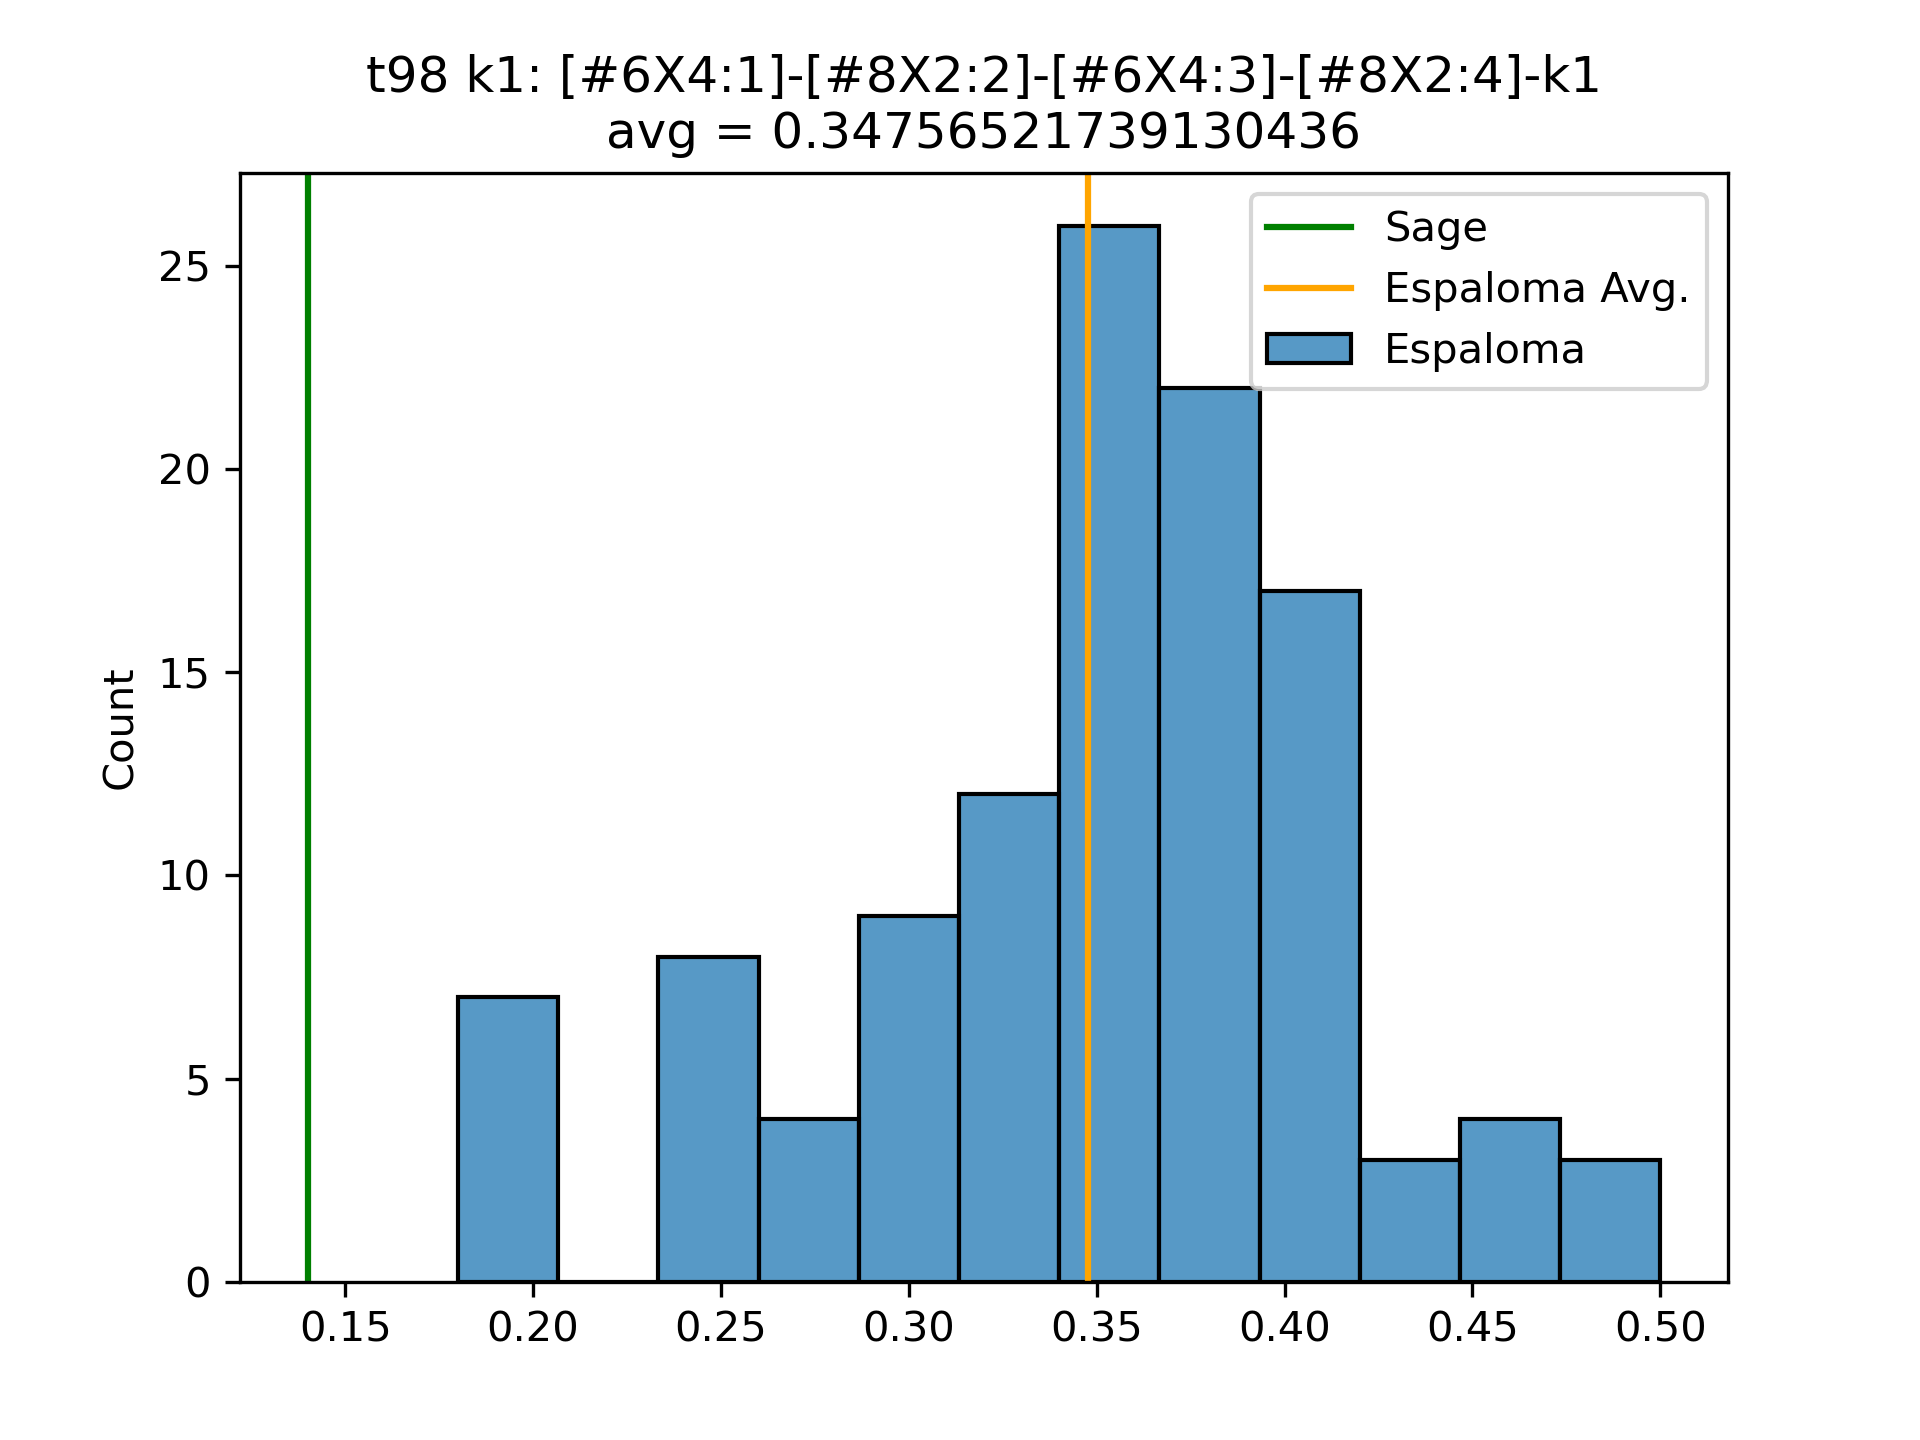 t98 k1: [#6X4:1]-[#8X2:2]-[#6X4:3]-[#8X2:4]-k1
avg = 0.34756521739130436
Sage
Espaloma Avg.
Espaloma
25
20
15
10
5
0
Count
0.15 0.20 0.25 0.30 0.35 0.40 0.45 0.50